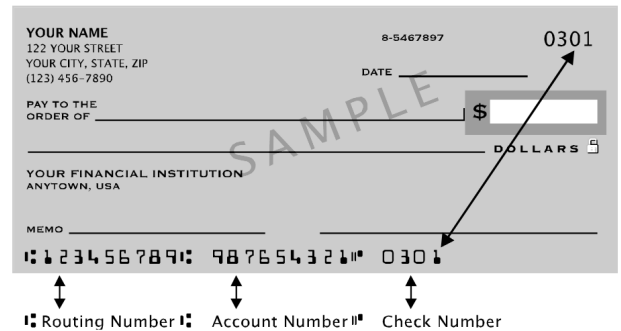 YOUR NAME
122 YOUR STREET
YOUR CITY, STATE, ZIP
(123) 456-7890
8-5467897
0301
DATE
PAY TO THE
ORDER OF
$
SAMPLE
DOLLARS
YOUR FINANCIAL INSTITUTION
ANYTOWN, USA
MEMO
⑆123456789⑆ 987654321⑈ 0301
⑆ Routing Number ⑆ Account Number ⑈ Check Number